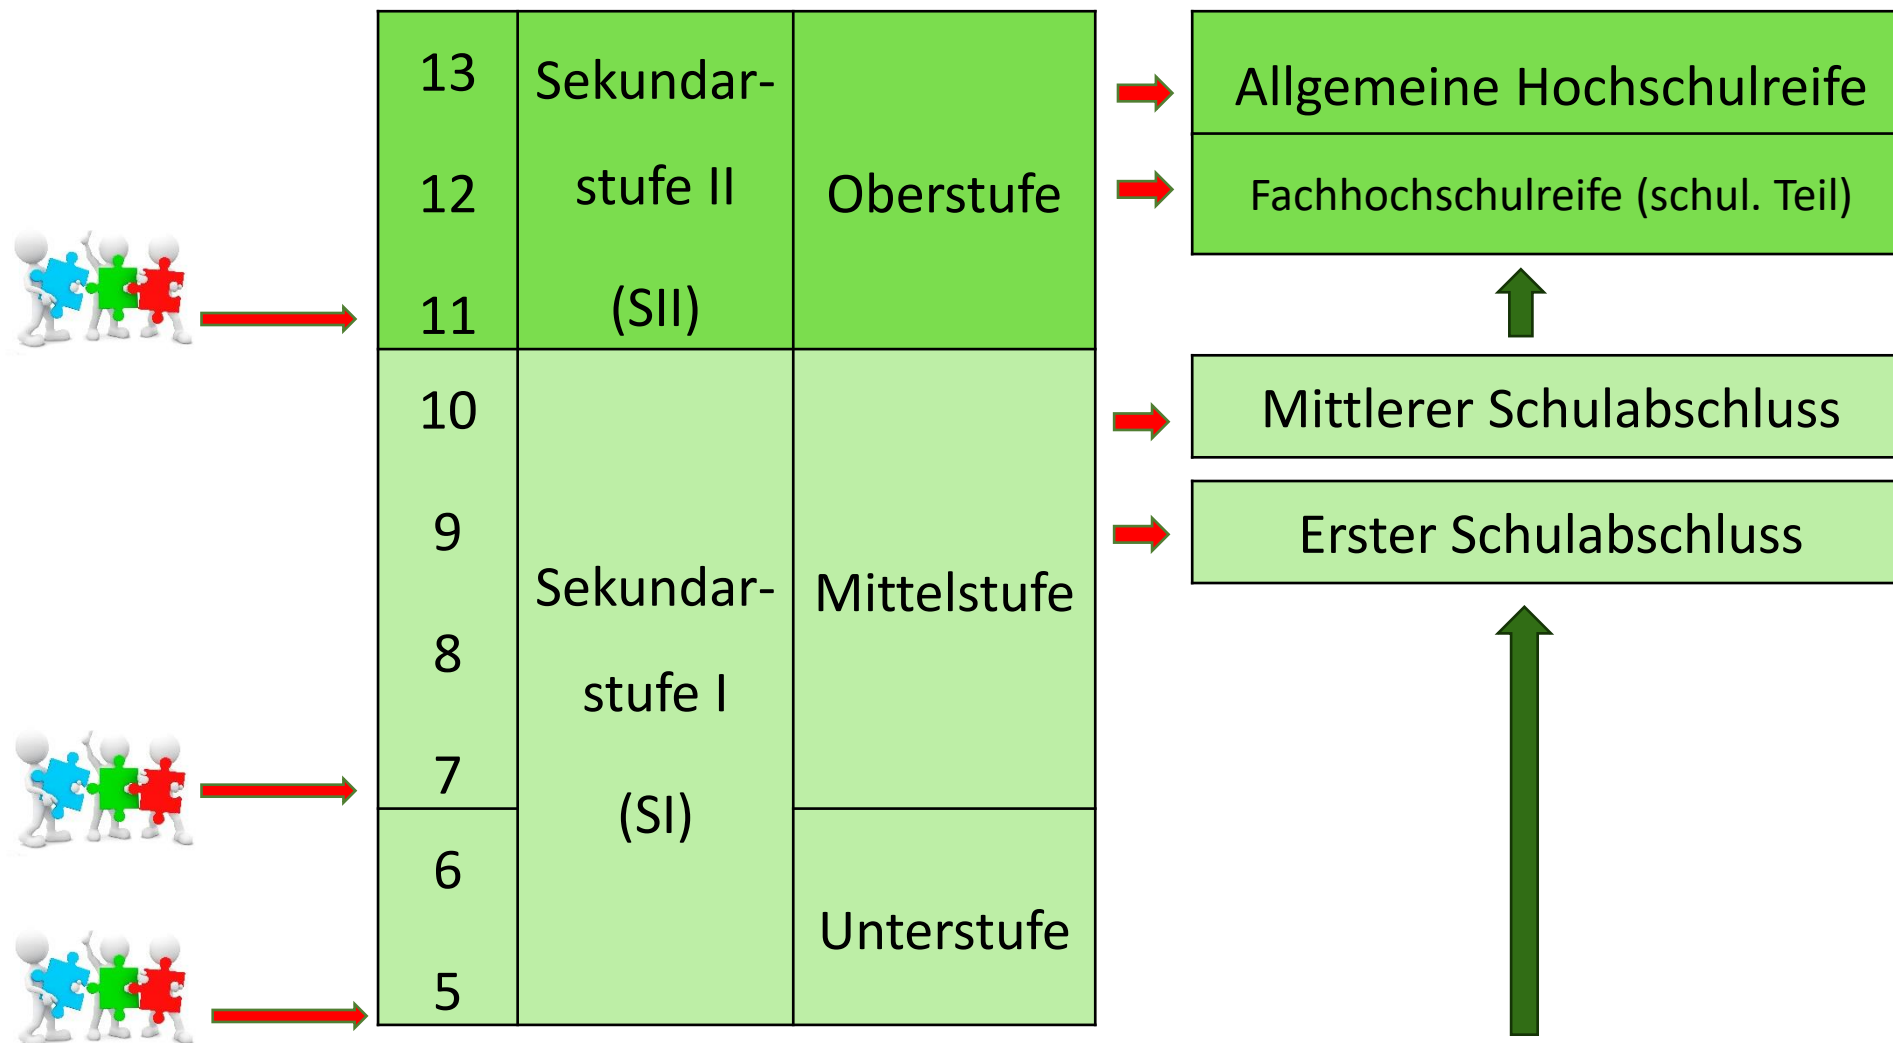 13
12
11
Sekundar-
stufe II
(SII)
Oberstufe
Allgemeine Hochschulreife
Fachhochschulreife (schul. Teil)
10
9
8
7
6
5
Sekundar-
stufe I
(SI)
Mittelstufe
Unterstufe
Mittlerer Schulabschluss
Erster Schulabschluss